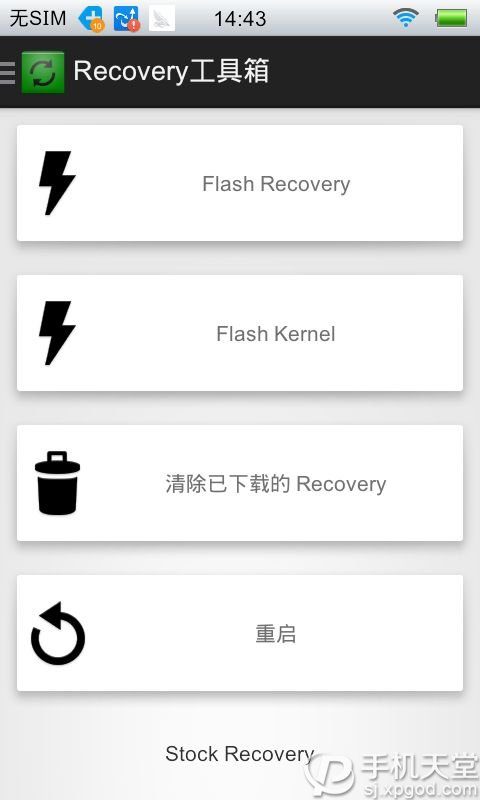 无SIM 10 14:43
Recovery工具箱
Flash Recovery
Flash Kernel
清除已下载的 Recovery
重启
Stock Recovery
手机天堂
sj.xpgod.com